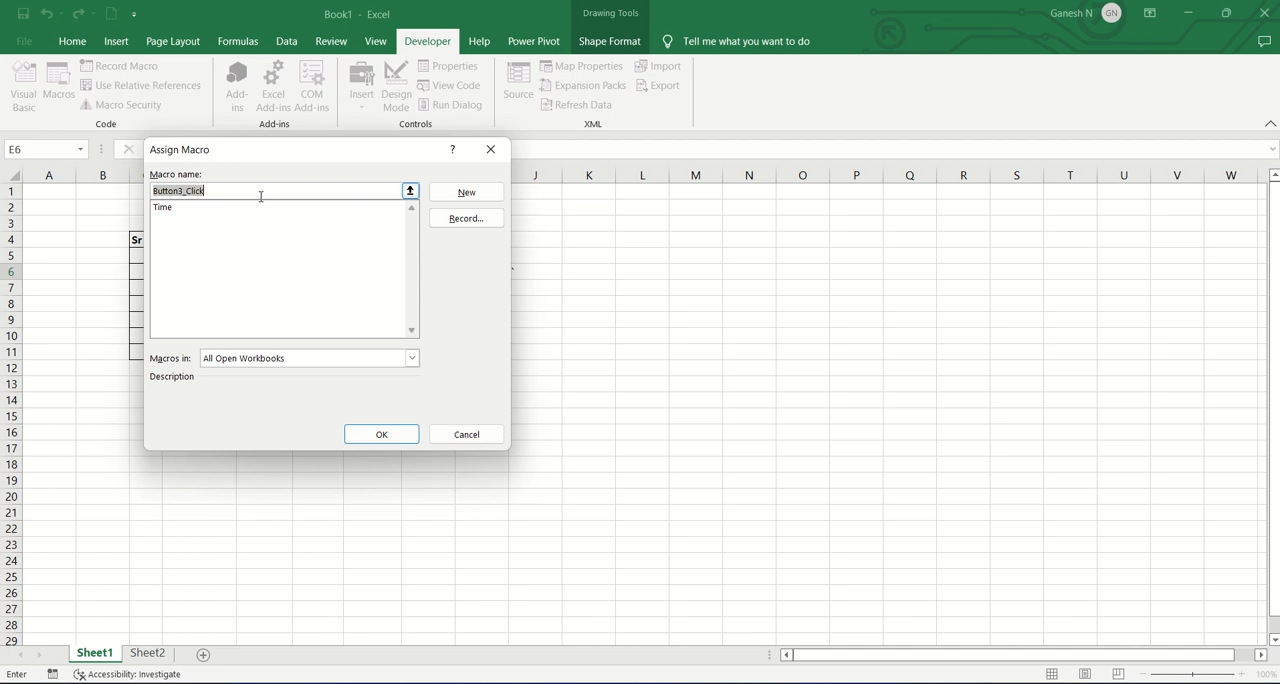 Book1 - Excel
Drawing Tools
Ganesh N GN
File Home Insert Page Layout Formulas Data Review View Developer Help Power Pivot Shape Format Tell me what you want to do
Visual Basic
Macros
Record Macro
Use Relative References
Macro Security
Code
Add-ins
Excel Add-ins
COM Add-ins
Add-ins
Insert
Design Mode
Properties
View Code
Run Dialog
Controls
Source
Map Properties
Expansion Packs
Refresh Data
Import
Export
XML
E6
A B J K L M N O P Q R S T U V W
1
2
3
4 Sr
5
6
7
8
9
10
11
12
13
14
15
16
17
18
19
20
21
22
23
24
25
26
27
28
29
Assign Macro ?
Macro name:
Button3_Click
Time
New
Record...
Macros in: All Open Workbooks
Description
OK Cancel
Sheet1 Sheet2
Enter Accessibility: Investigate 100%